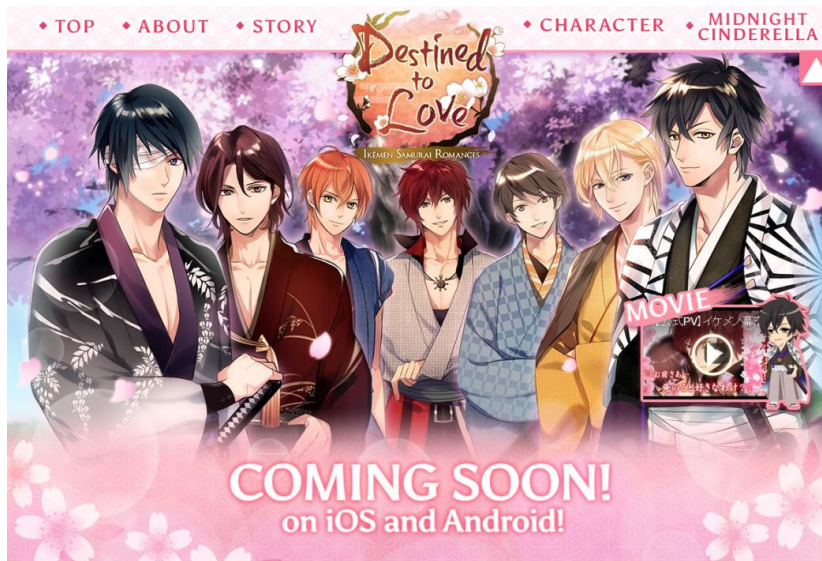 TOP
ABOUT
STORY
CHARACTER
MIDNIGHT
CINDERELLA
Destined
to
Love
IKEMEN SAMURAI ROMANCES
MOVIE
式PV] イケメン幕
COMING SOON!
on iOS and Android!